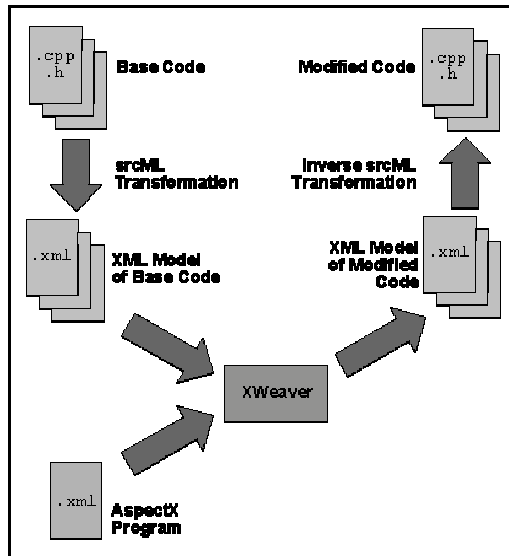 .cpp
.h
Base Code
Modified Code
.cpp
.h
srcML
Transformation
Inverse srcML
Transformation
.xml
XML Model
of Base Code
XML Model
of Modified
Code
.xml
XWeaver
.xml
AspectX
Program